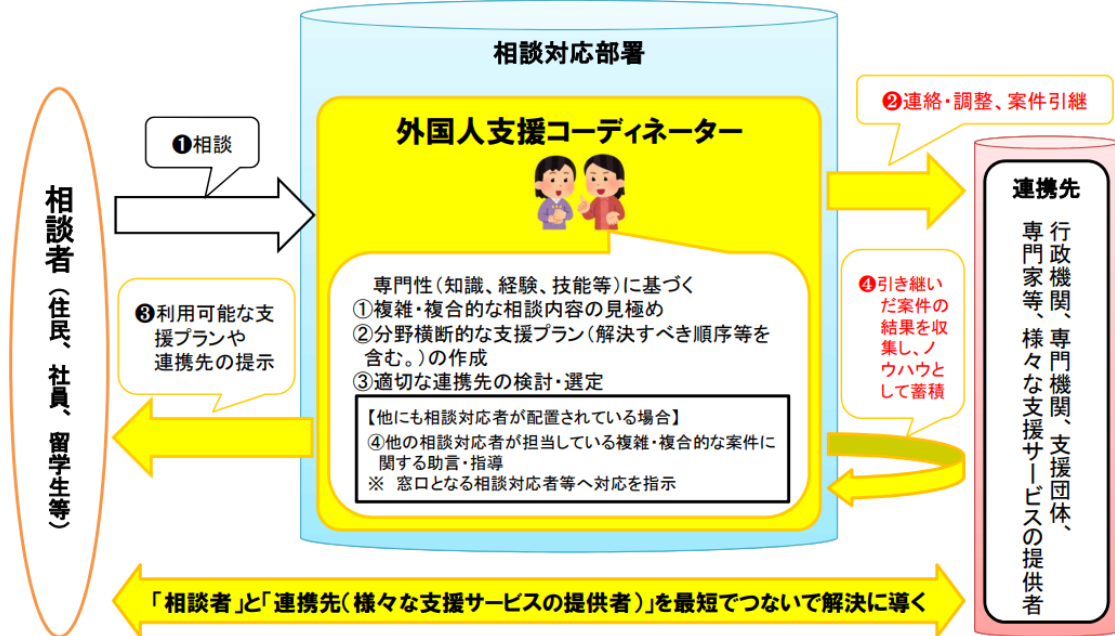 相談対応部署
外国人支援コーディネーター
❶相談
❷連絡・調整、案件引継
相談者（住民、社員、留学生等）
専門性（知識、経験、技能等）に基づく
①複雑・複合的な相談内容の見極め
②分野横断的な支援プラン（解決すべき順序等を
含む。）の作成
③適切な連携先の検討・選定
【他にも相談対応者が配置されている場合】
④他の相談対応者が担当している複雑・複合的な案件に
関する助言・指導
※ 窓口となる相談対応者等へ対応を指示
❸利用可能な支
援プランや
連携先の提示
❹引き継い
だ案件の
結果を収
集し、ノ
ウハウと
して蓄積
連携先
行政機関、専門機関、支援団体、
専門家等、様々な支援サービスの提供者
「相談者」と「連携先（様々な支援サービスの提供者）」を最短でつないで解決に導く